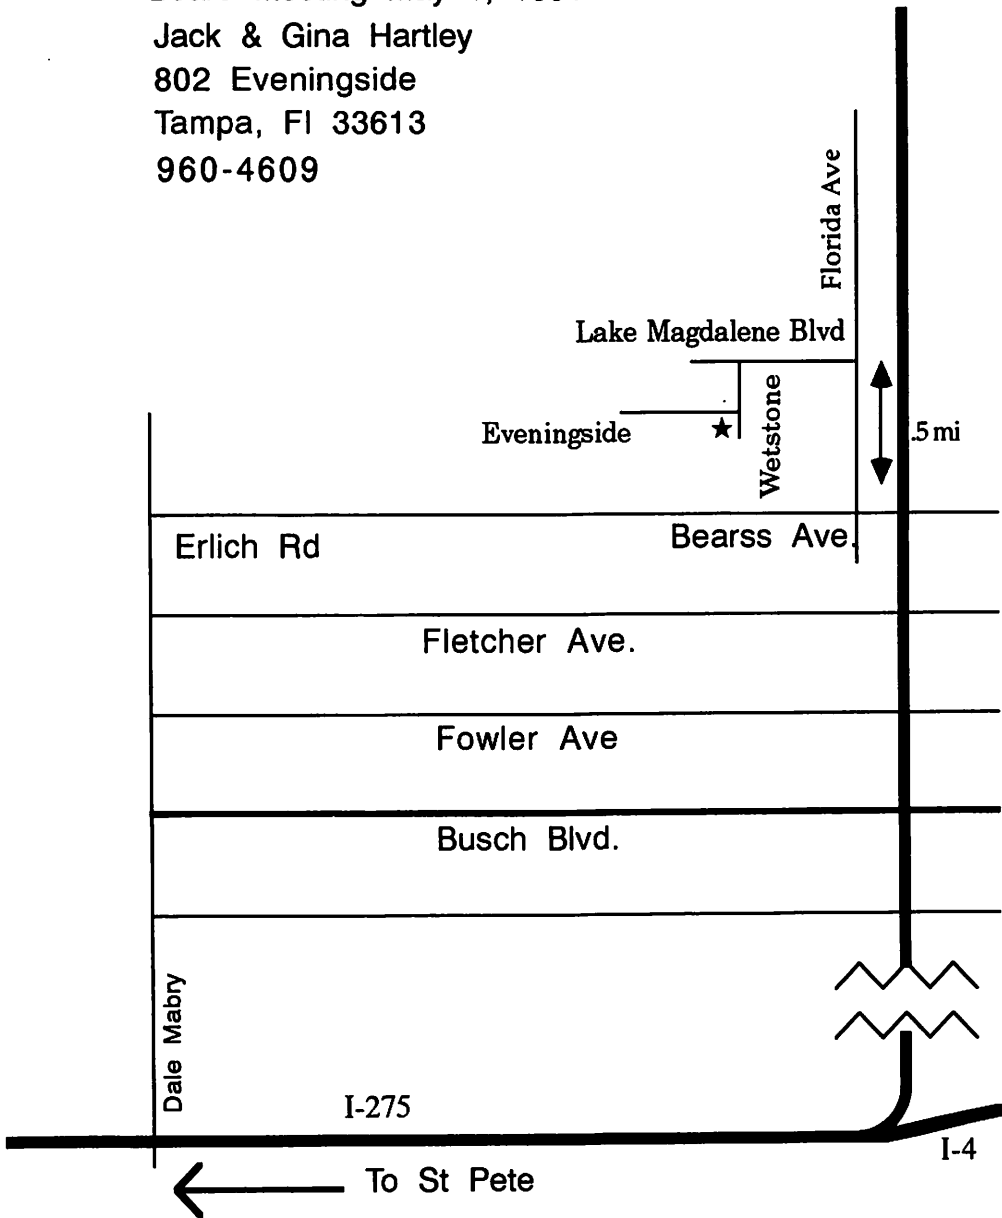 Jack & Gina Hartley
802 Eveningside
Tampa, Fl 33613
960-4609
Florida Ave
Lake Magdalene Blvd
Wetstone
Eveningside
.5 mi
Erlich Rd
Bearss Ave.
Fletcher Ave.
Fowler Ave
Busch Blvd.
Dale Mabry
I-275
I-4
To St Pete